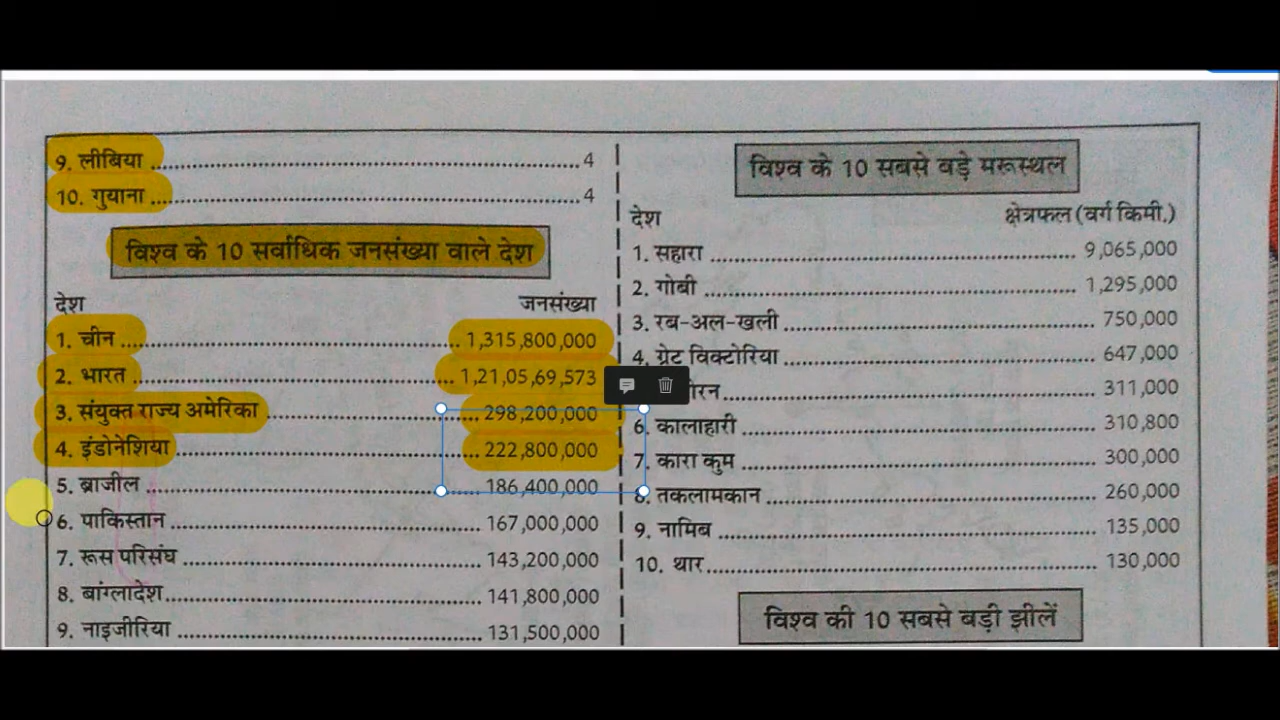 9. लीबिया ........ 4
10. गुयाना ........ 4
विश्व के 10 सर्वाधिक जनसंख्या वाले देश
देश जनसंख्या
1. चीन ........ 1,315,800,000
2. भारत ........ 1,21,05,69,573
3. संयुक्त राज्य अमेरिका ........ 298,200,000
4. इंडोनेशिया ........ 222,800,000
5. ब्राजील ........ 186,400,000
6. पाकिस्तान ........ 167,000,000
7. रूस परिसंघ ........ 143,200,000
8. बांग्लादेश ........ 141,800,000
9. नाइजीरिया ........ 131,500,000
विश्व के 10 सबसे बड़े मरूस्थल
देश क्षेत्रफल (वर्ग किमी.)
1. सहारा ........ 9,065,000
2. गोबी ........ 1,295,000
3. रब-अल-खली ........ 750,000
4. ग्रेट विक्टोरिया ........ 647,000
311,000
6. कालाहारी ........ 310,800
7. कारा कुम ........ 300,000
8. तकलामकान ........ 260,000
9. नामिब ........ 135,000
10. थार ........ 130,000
विश्व की 10 सबसे बड़ी झीलें